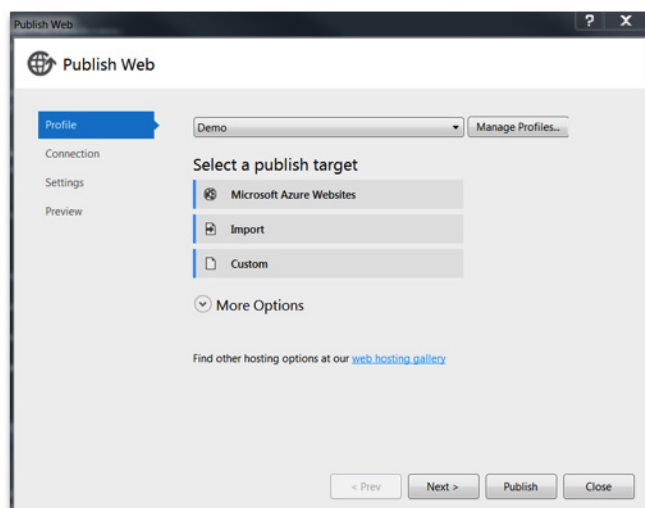 Publish Web
? X
Publish Web
Profile
Connection
Settings
Preview
Demo
Manage Profiles...
Select a publish target
Microsoft Azure Websites
Import
Custom
More Options
Find other hosting options at our web hosting gallery
< Prev
Next >
Publish
Close